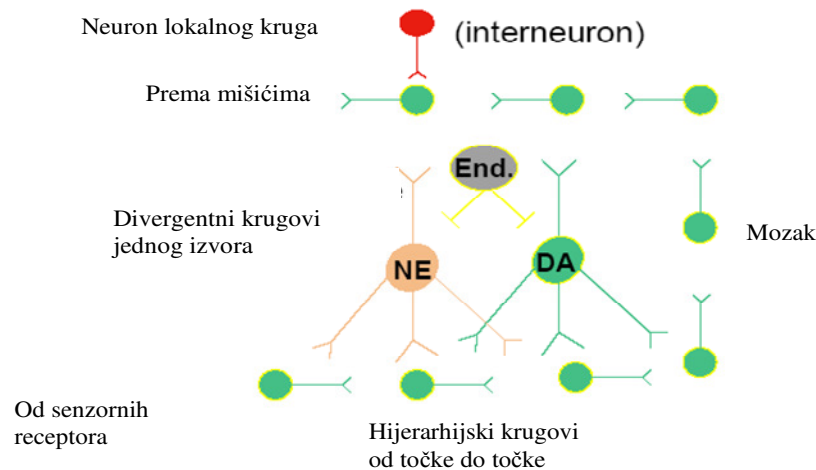 Neuron lokalnog kruga
(interneuron)
Prema mišićima
End.
Divergentni krugovi
jednog izvora
Mozak
NE
DA
Od senzornih
receptora
Hijerarhijski krugovi
od točke do točke